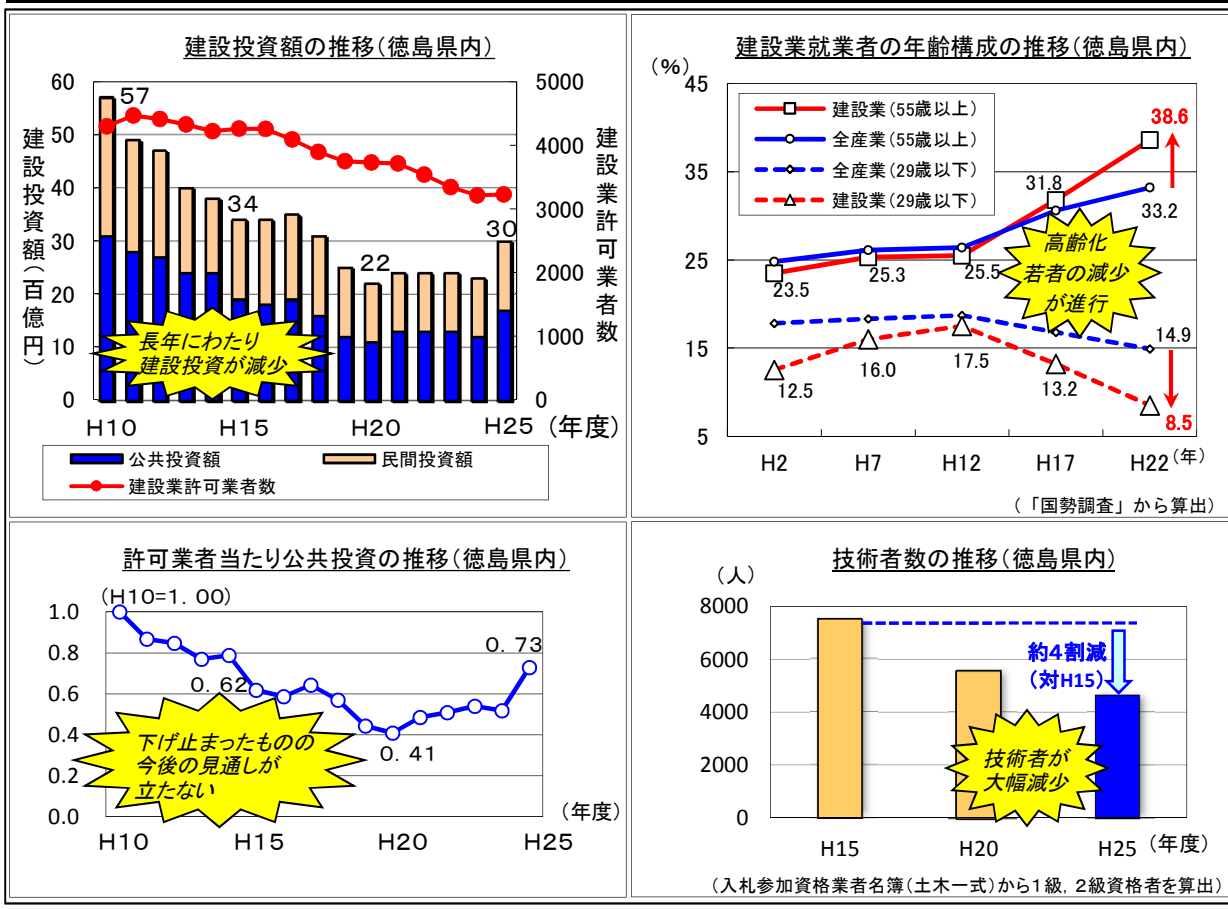 建設投資額の推移(徳島県内)
建設投資額(百億円)
建設業許可業者数
60
50
40
30
20
10
0
5000
4000
3000
2000
1000
0
57
34
22
30
長年にわたり
建設投資が減少
H10
H15
H20
H25
(年度)
公共投資額
民間投資額
建設業許可業者数
建設業就業者の年齢構成の推移(徳島県内)
(%)
45
35
25
15
5
建設業(55歳以上)
全産業(55歳以上)
全産業(29歳以下)
建設業(29歳以下)
38.6
31.8
33.2
23.5
25.3
25.5
高齢化
若者の減少
が進行
14.9
12.5
16.0
17.5
13.2
8.5
H2
H7
H12
H17
H22
(年)
(「国勢調査」から算出)
許可業者当たり公共投資の推移(徳島県内)
(H10=1.00)
1.0
0.8
0.6
0.4
0.2
0.0
0.62
0.41
0.73
下げ止まったものの
今後の見通しが
立たない
(年度)
H10
H15
H20
H25
技術者数の推移(徳島県内)
(人)
8000
6000
4000
2000
0
約4割減
(対H15)
技術者が
大幅減少
H15
H20
H25
(年度)
(入札参加資格業者名簿(土木一式)から1級,2級資格者を算出)